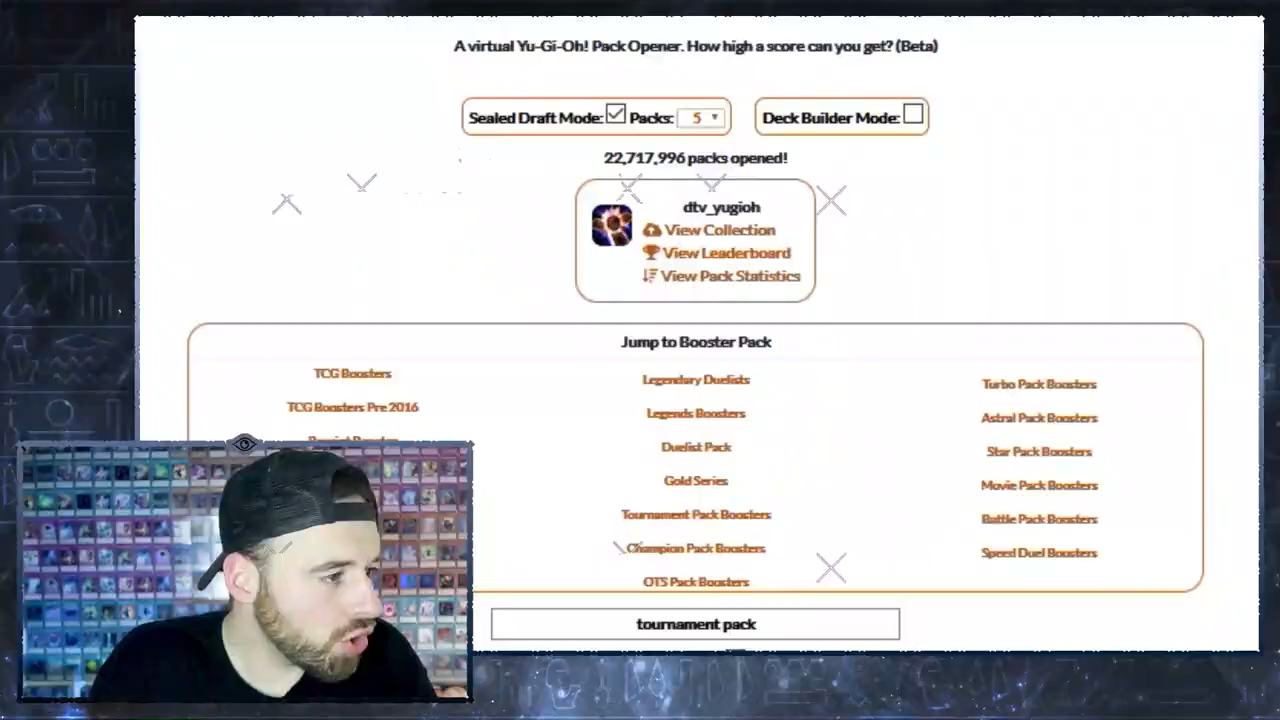 A virtual Yu-Gi-Oh! Pack Opener. How high a score can you get? (Beta)
Sealed Draft Mode: Packs: 5 Deck Builder Mode:
22,717,996 packs opened!
dtv_yugioh
View Collection
View Leaderboard
View Pack Statistics
Jump to Booster Pack
TCG Boosters
TCG Boosters Pre 2016
Legendary Duelists
Legends Boosters
Duelist Pack
Gold Series
Tournament Pack Boosters
Champion Pack Boosters
OTS Pack Boosters
Turbo Pack Boosters
Astral Pack Boosters
Star Pack Boosters
Movie Pack Boosters
Battle Pack Boosters
Speed Duel Boosters
tournament pack